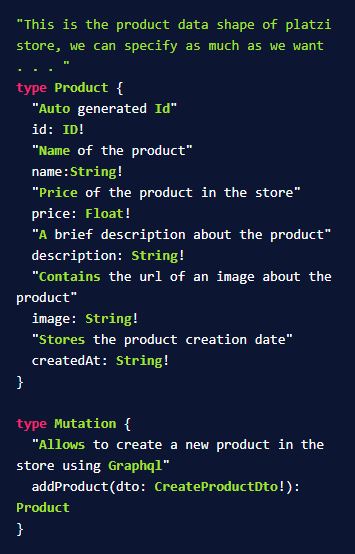 "This is the product data shape of platzi
store, we can specify as much as we want
. . . "
type Product {
  "Auto generated Id"
  id: ID!
  "Name of the product"
  name:String!
  "Price of the product in the store"
  price: Float!
  "A brief description about the product"
  description: String!
  "Contains the url of an image about the
product"
  image: String!
  "Stores the product creation date"
  createdAt: String!
}

type Mutation {
  "Allows to create a new product in the
store using Graphql"
  addProduct(dto: CreateProductDto!):
Product
}